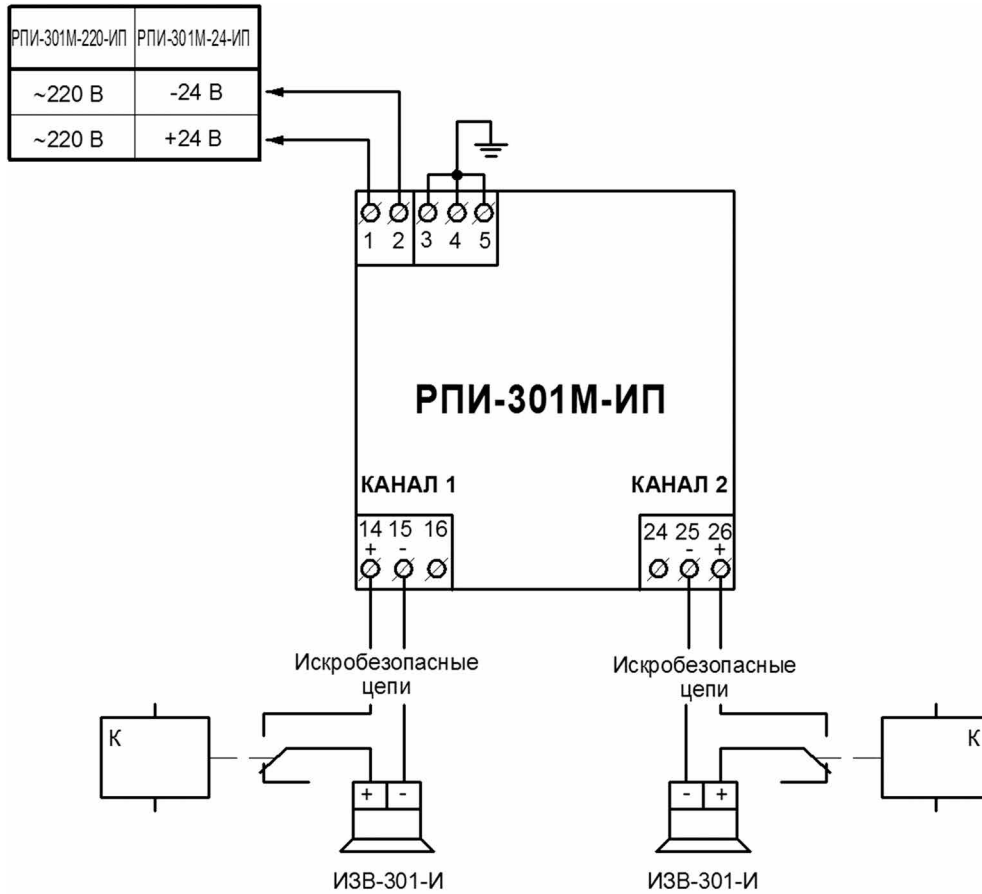 РПИ-301М-220-ИП РПИ-301М-24-ИП
~220 В -24 В
~220 В +24 В
1 2 3 4 5
РПИ-301М-ИП
КАНАЛ 1 КАНАЛ 2
14 15 16 24 25 26
+ - - +
Искробезопасные
цепи
Искробезопасные
цепи
К К
+ - - +
ИЗВ-301-И ИЗВ-301-И